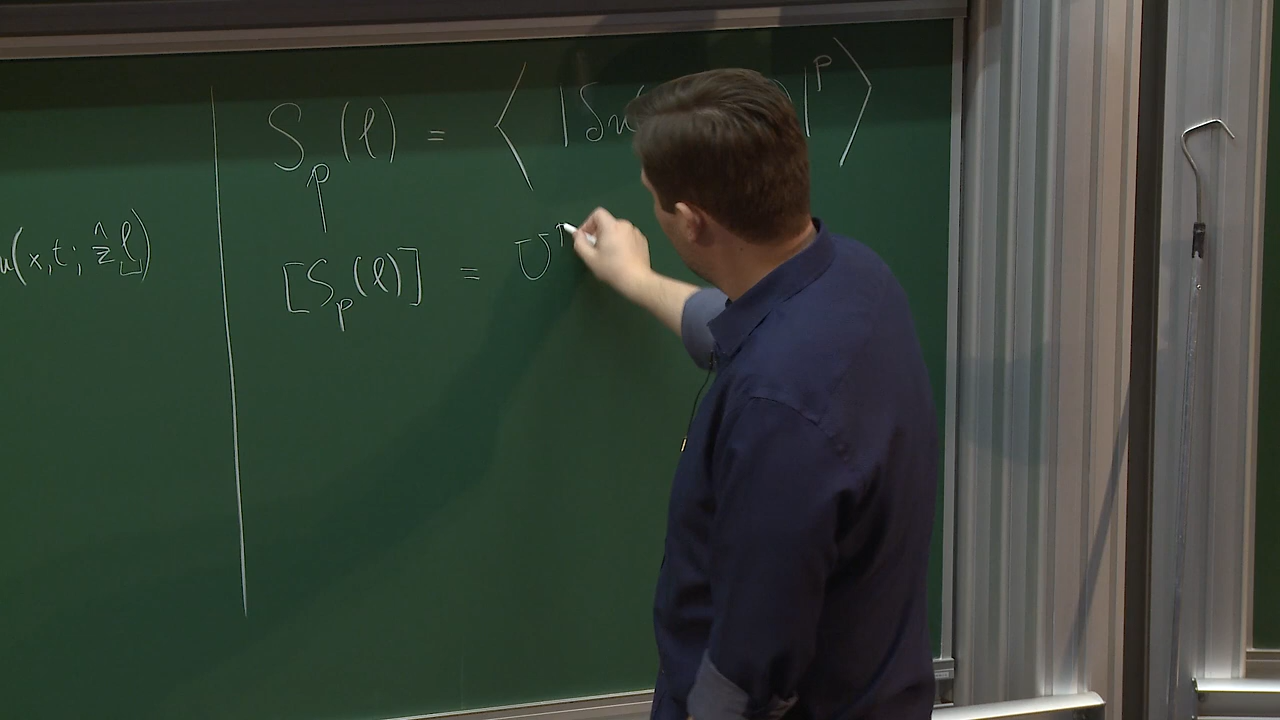 S_p(ℓ) = ⟨ |δu( )|^p ⟩
u(x,t; ẑℓ)
[S_p(ℓ)] = U